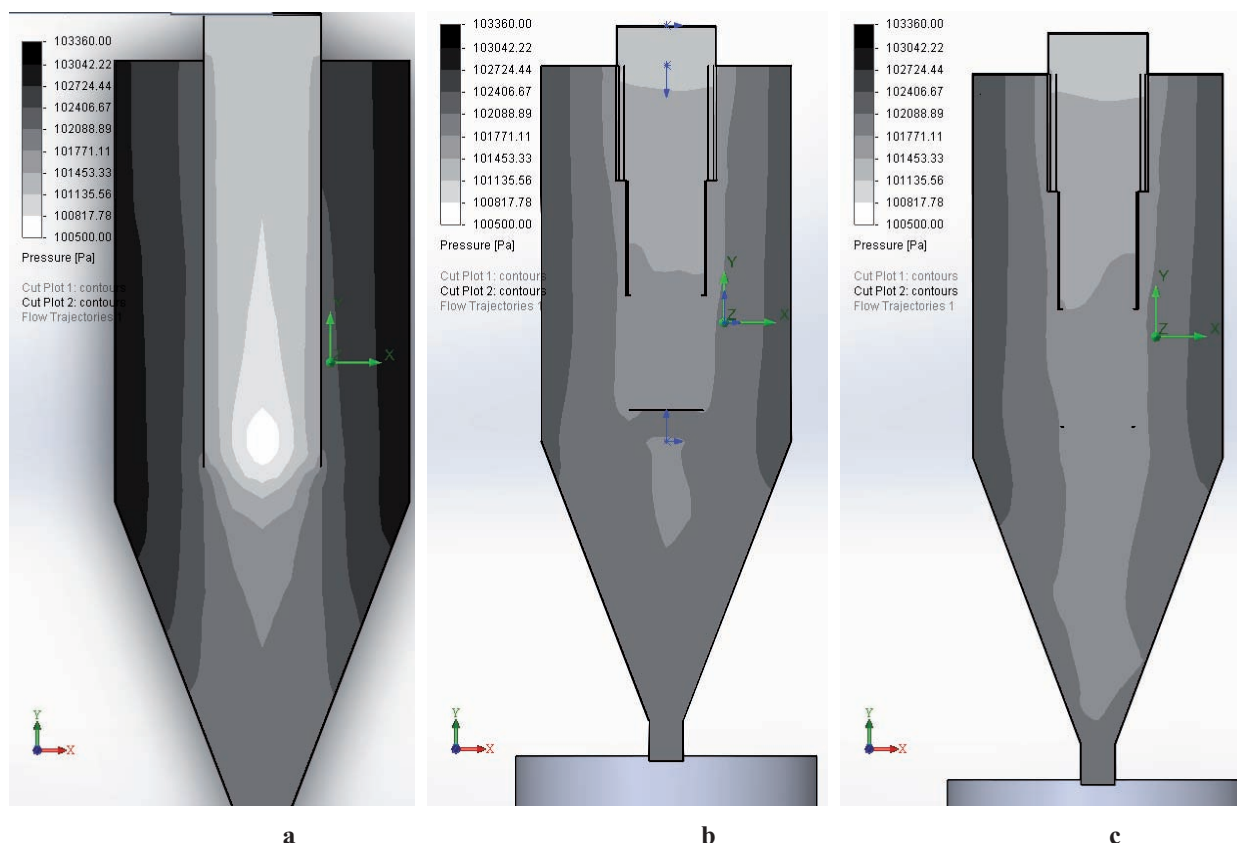 103360.00
103042.22
102724.44
102406.67
102088.89
101771.11
101453.33
101135.56
100817.78
100500.00
Pressure [Pa]
Cut Plot 1: contours
Cut Plot 2: contours
Flow Trajectories 1
Y
X
Z
Y
X
a
103360.00
103042.22
102724.44
102406.67
102088.89
101771.11
101453.33
101135.56
100817.78
100500.00
Pressure [Pa]
Cut Plot 1: contours
Cut Plot 2: contours
Flow Trajectories 1
Y
Z
X
Y
X
b
103360.00
103042.22
102724.44
102406.67
102088.89
101771.11
101453.33
101135.56
100817.78
100500.00
Pressure [Pa]
Cut Plot 1: contours
Cut Plot 2: contours
Flow Trajectories 1
Y
Z
X
Y
X
c